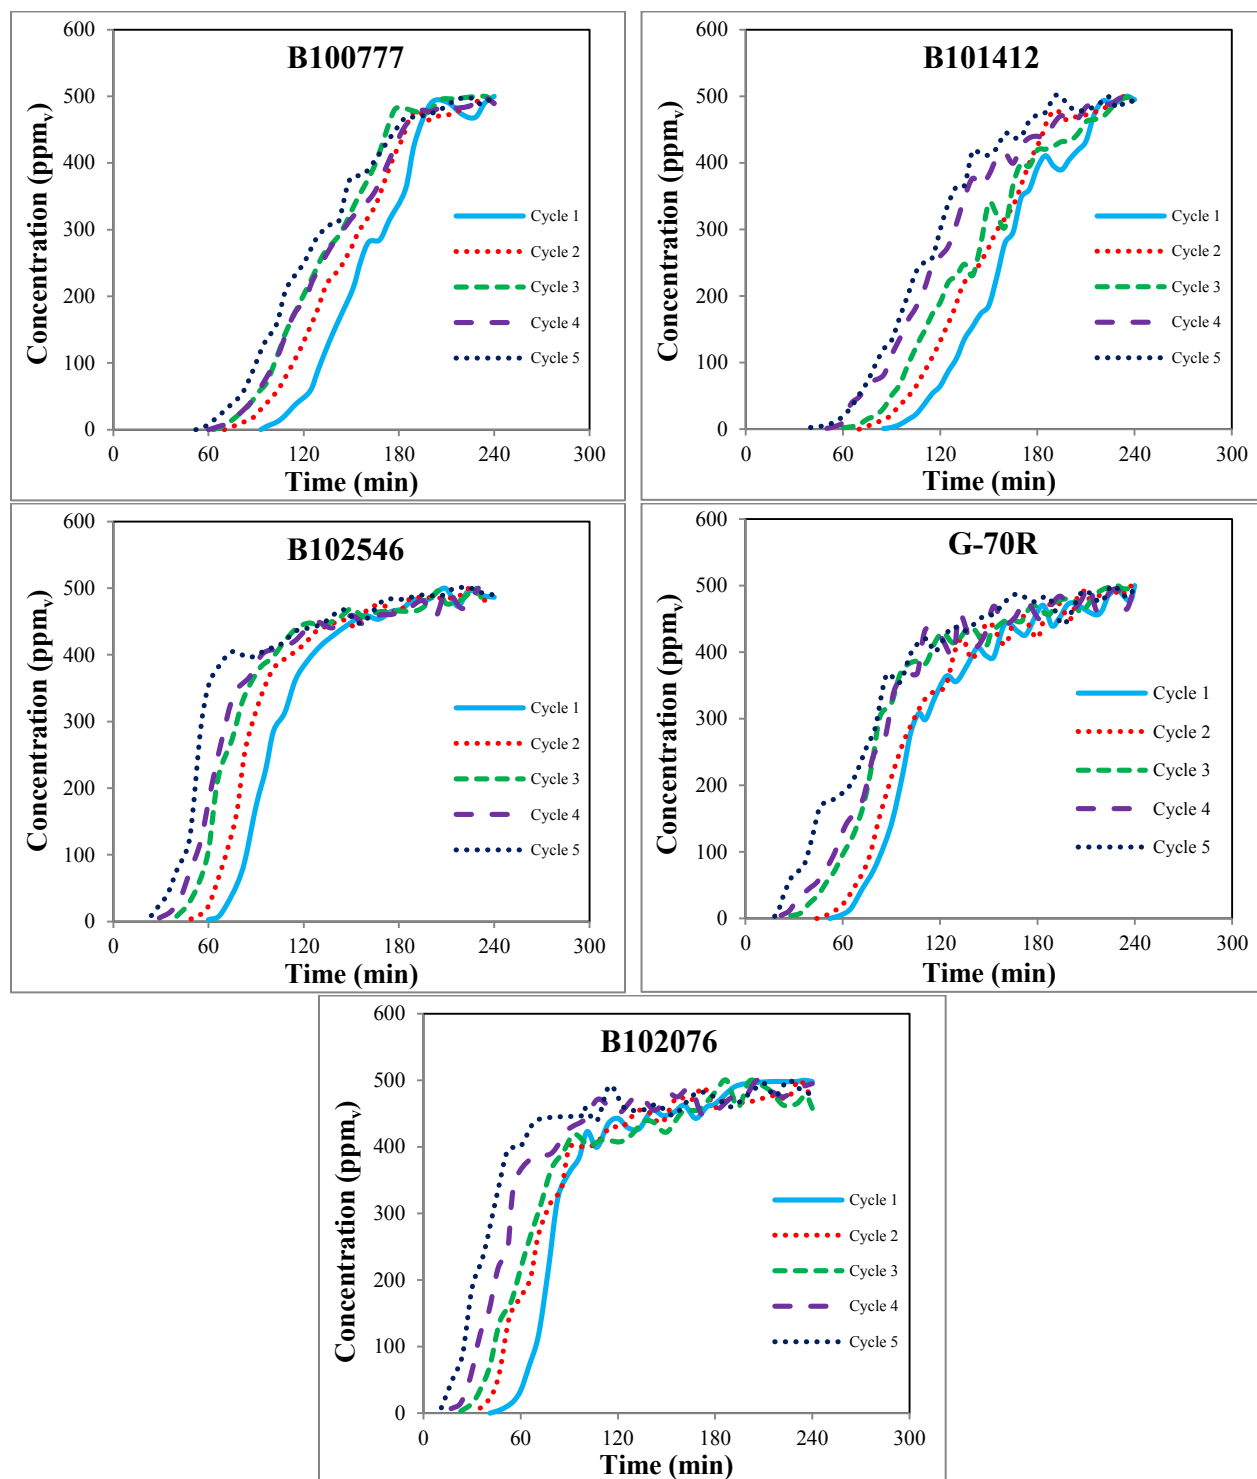 B100777
Concentration (ppmv)
600
500
400
300
200
100
0
0 60 120 180 240 300
Time (min)
Cycle 1
Cycle 2
Cycle 3
Cycle 4
Cycle 5
B101412
Concentration (ppmv)
600
500
400
300
200
100
0
0 60 120 180 240 300
Time (min)
Cycle 1
Cycle 2
Cycle 3
Cycle 4
Cycle 5
B102546
Concentration (ppmv)
600
500
400
300
200
100
0
0 60 120 180 240 300
Time (min)
Cycle 1
Cycle 2
Cycle 3
Cycle 4
Cycle 5
G-70R
Concentration (ppmv)
600
500
400
300
200
100
0
0 60 120 180 240 300
Time (min)
Cycle 1
Cycle 2
Cycle 3
Cycle 4
Cycle 5
B102076
Concentration (ppmv)
600
500
400
300
200
100
0
0 60 120 180 240 300
Time (min)
Cycle 1
Cycle 2
Cycle 3
Cycle 4
Cycle 5